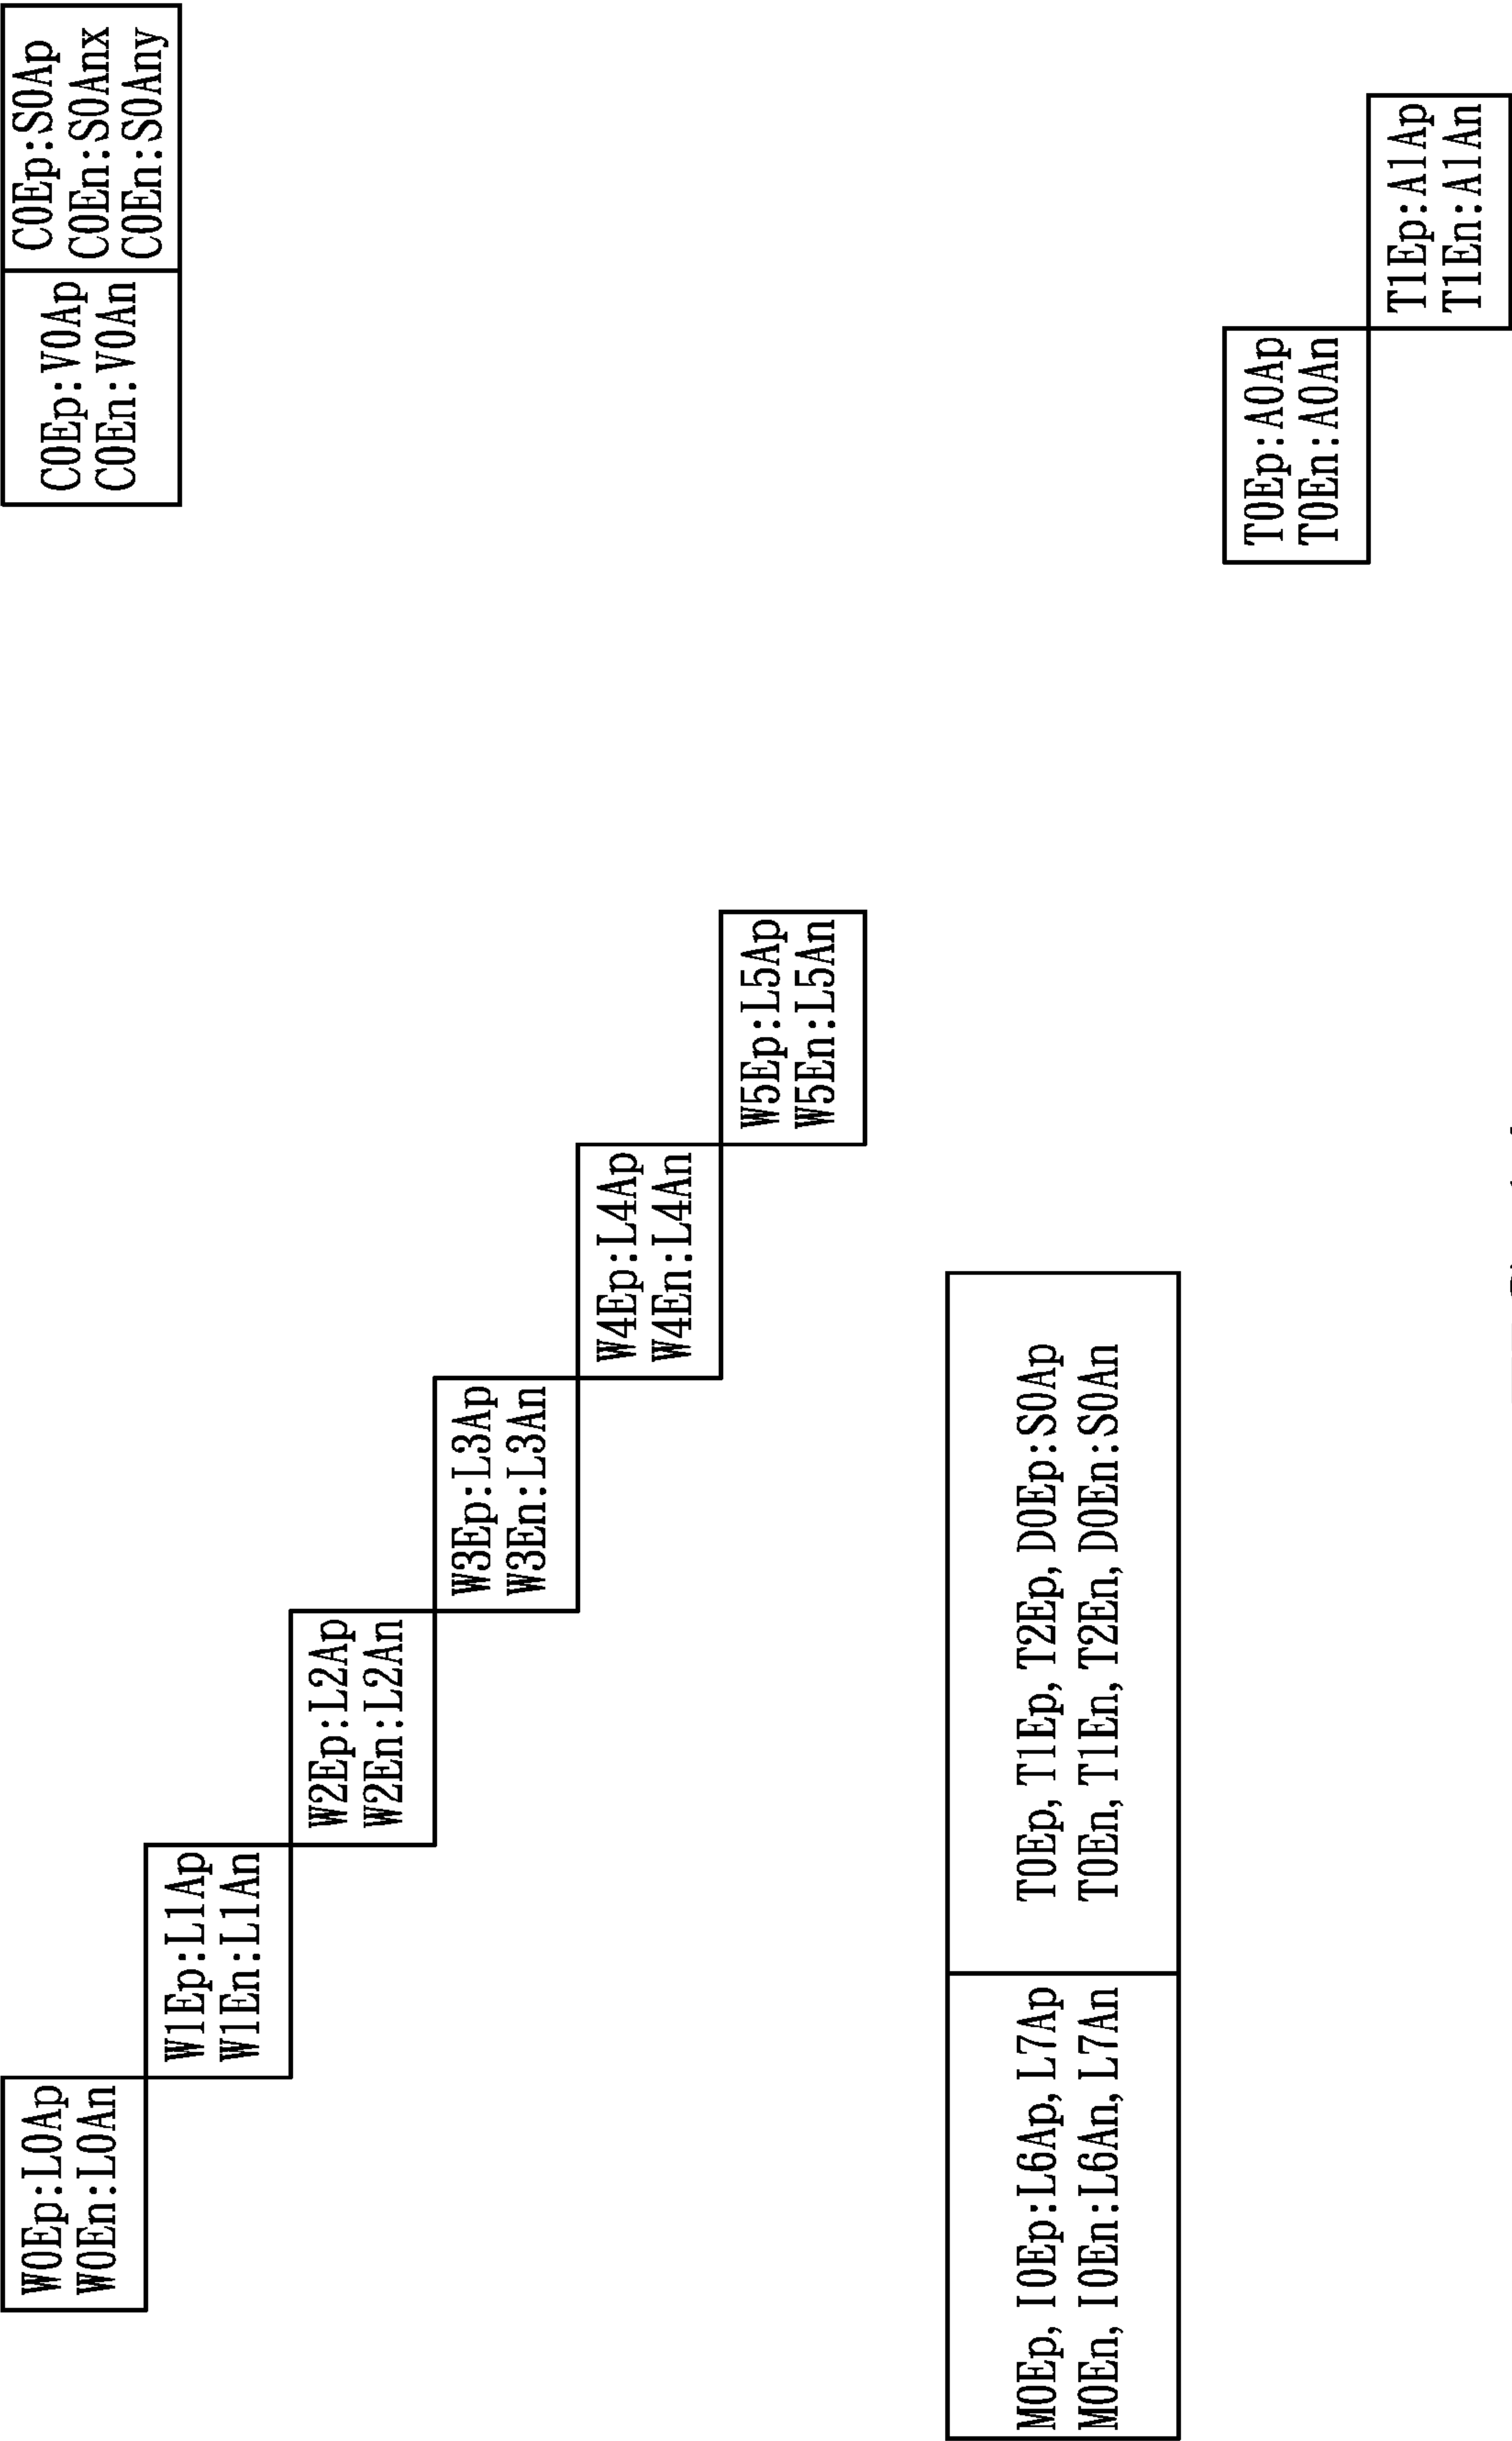 W0Ep:L0Ap
W0En:L0An
C0Ep:V0Ap
C0En:V0An
C0Ep:S0Ap
C0En:S0Anx
C0En:S0Any
W1Ep:L1Ap
W1En:L1An
W2Ep:L2Ap
W2En:L2An
W3Ep:L3Ap
W3En:L3An
W4Ep:L4Ap
W4En:L4An
W5Ep:L5Ap
W5En:L5An
M0Ep, I0Ep:L6Ap, L7Ap
M0En, I0En:L6An, L7An
T0Ep, T1Ep, T2Ep, D0Ep:S0Ap
T0En, T1En, T2En, D0En:S0An
T0Ep:A0Ap
T0En:A0An
T1Ep:A1Ap
T1En:A1An